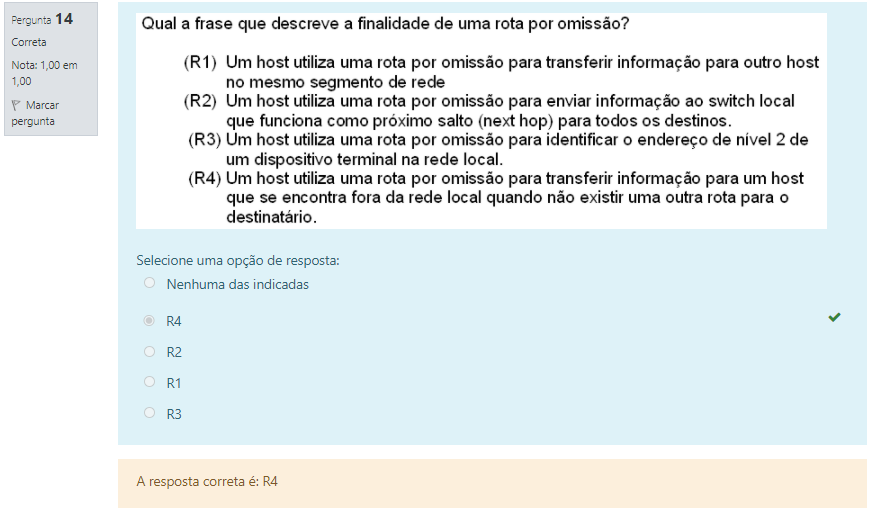 Pergunta 14
Correta
Nota: 1,00 em
1,00
Marcar
pergunta
Qual a frase que descreve a finalidade de uma rota por omissão?
(R1) Um host utiliza uma rota por omissão para transferir informação para outro host
no mesmo segmento de rede
(R2) Um host utiliza uma rota por omissão para enviar informação ao switch local
que funciona como próximo salto (next hop) para todos os destinos.
(R3) Um host utiliza uma rota por omissão para identificar o endereço de nível 2 de
um dispositivo terminal na rede local.
(R4) Um host utiliza uma rota por omissão para transferir informação para um host
que se encontra fora da rede local quando não existir uma outra rota para o
destinatário.
Selecione uma opção de resposta:
Nenhuma das indicadas
R4
R2
R1
R3
A resposta correta é: R4